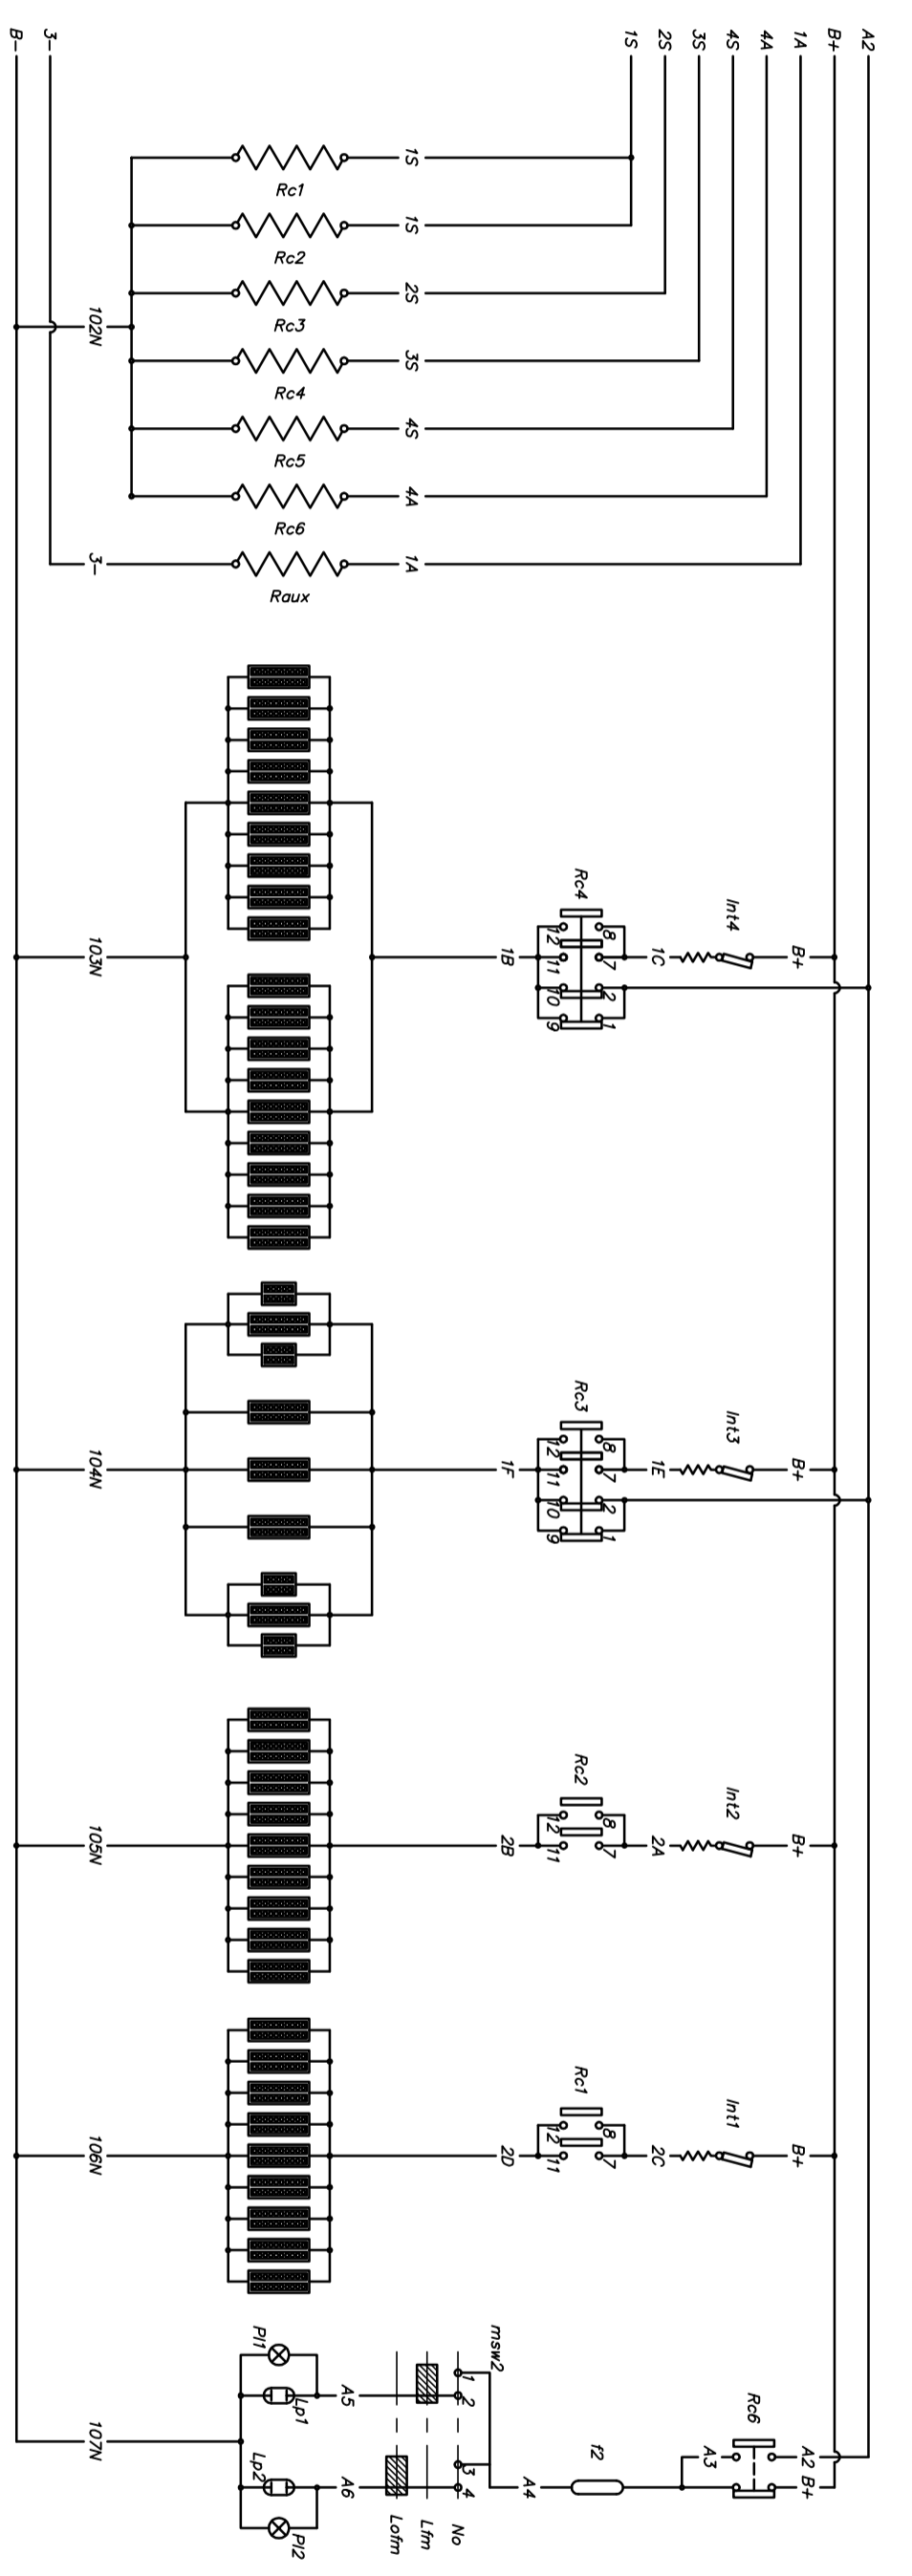 A2
B+
1A
4A
4S
3S
2S
1S
3-
B-
1S
1S
2S
3S
4S
4A
1A
Rc1
Rc2
Rc3
Rc4
Rc5
Rc6
Raux
102N
3-
B+
Int4
1C
Rc4
8
7
2
1
12
11
10
9
1B
103N
B+
Int3
1E
Rc3
8
7
2
1
12
11
10
9
1F
104N
B+
Int2
2A
Rc2
8
7
12
11
2B
105N
B+
Int1
2C
Rc1
8
7
12
11
2D
106N
A2
B+
Rc6
A3
f2
A4
msw2
1
2
3
4
No
Lfm
Lofm
A5
A6
Pl1
Lp1
Lp2
Pl2
107N